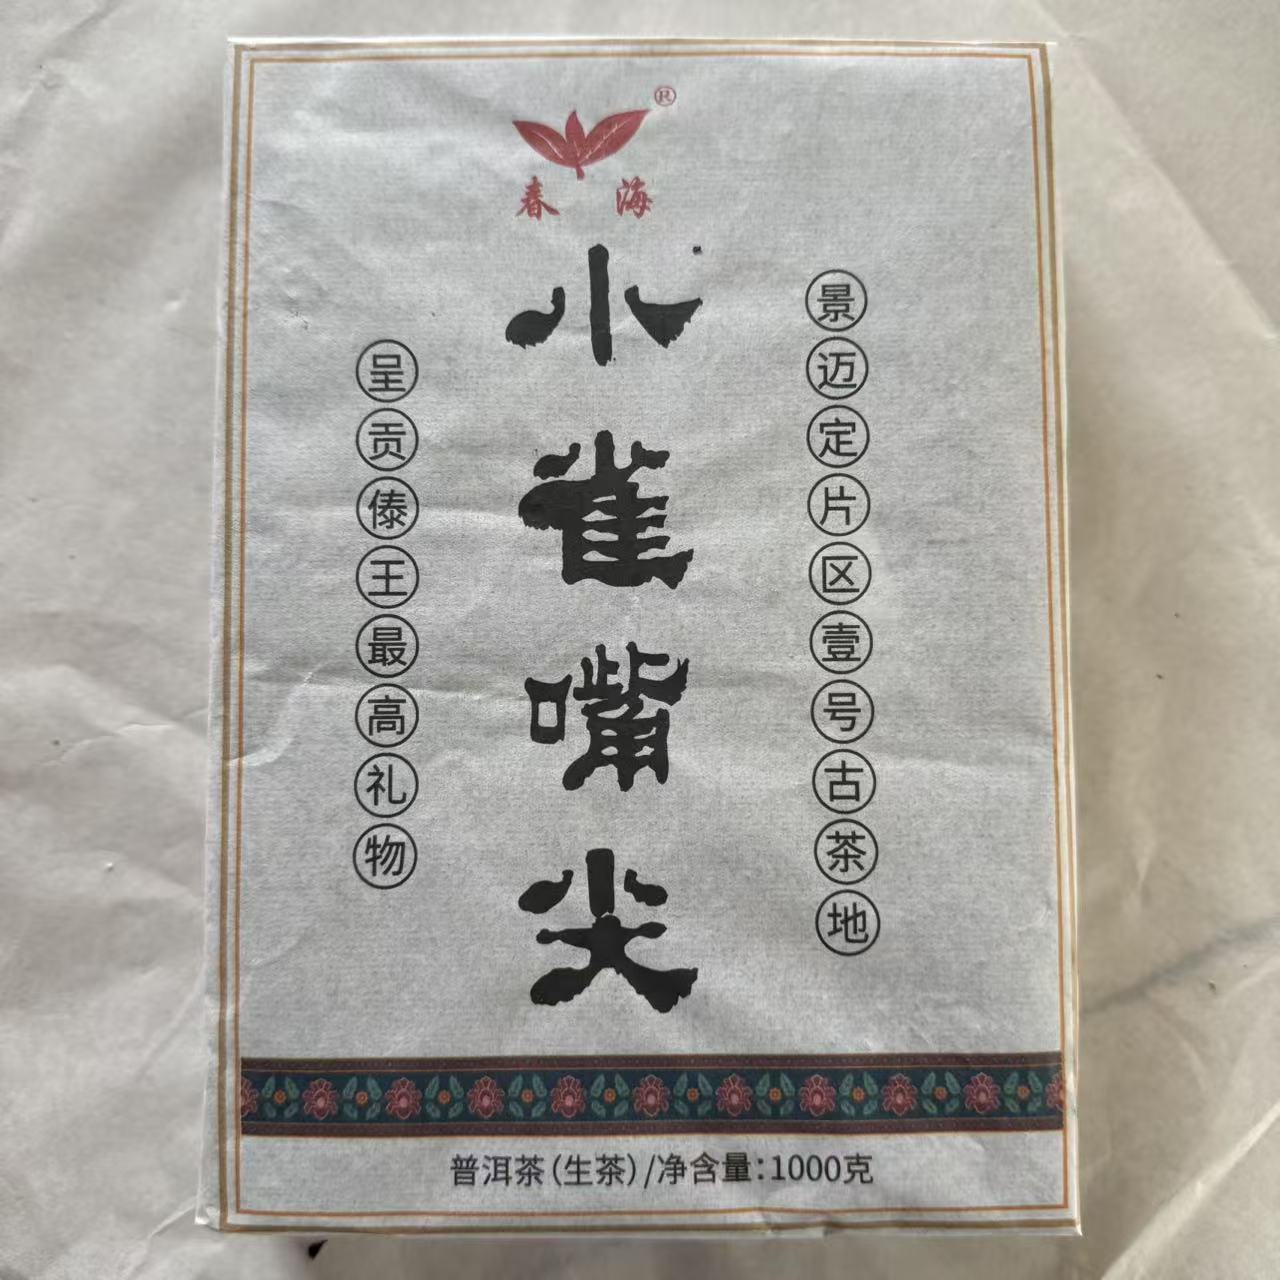 ®
春海
小雀嘴尖
景迈定片区壹号古茶地
呈贡傣王最高礼物
普洱茶(生茶)/净含量:1000克